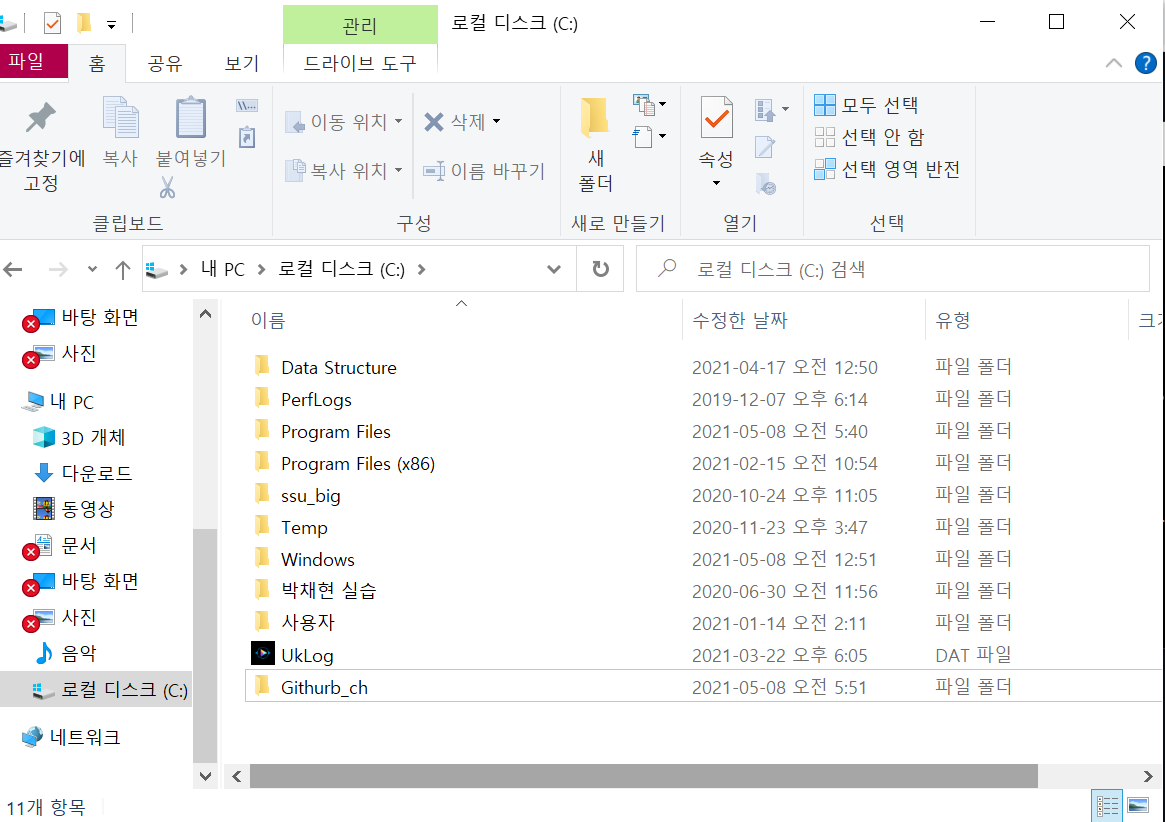 관리
로컬 디스크 (C:)
파일
홈
공유
보기
드라이브 도구
즐겨찾기에
고정
복사
붙여넣기
클립보드
이동 위치
복사 위치
삭제
이름 바꾸기
구성
새
폴더
새로 만들기
속성
열기
모두 선택
선택 안 함
선택 영역 반전
선택
내 PC
로컬 디스크 (C:)
로컬 디스크 (C:) 검색
바탕 화면
사진
내 PC
3D 개체
다운로드
동영상
문서
바탕 화면
사진
음악
로컬 디스크 (C:)
네트워크
이름 수정한 날짜 유형
Data Structure 2021-04-17 오전 12:50 파일 폴더
PerfLogs 2019-12-07 오후 6:14 파일 폴더
Program Files 2021-05-08 오전 5:40 파일 폴더
Program Files (x86) 2021-02-15 오전 10:54 파일 폴더
ssu_big 2020-10-24 오후 11:05 파일 폴더
Temp 2020-11-23 오후 3:47 파일 폴더
Windows 2021-05-08 오전 12:51 파일 폴더
박채현 실습 2020-06-30 오전 11:56 파일 폴더
사용자 2021-01-14 오전 2:11 파일 폴더
UkLog 2021-03-22 오후 6:05 DAT 파일
Githurb_ch 2021-05-08 오전 5:51 파일 폴더
11개 항목